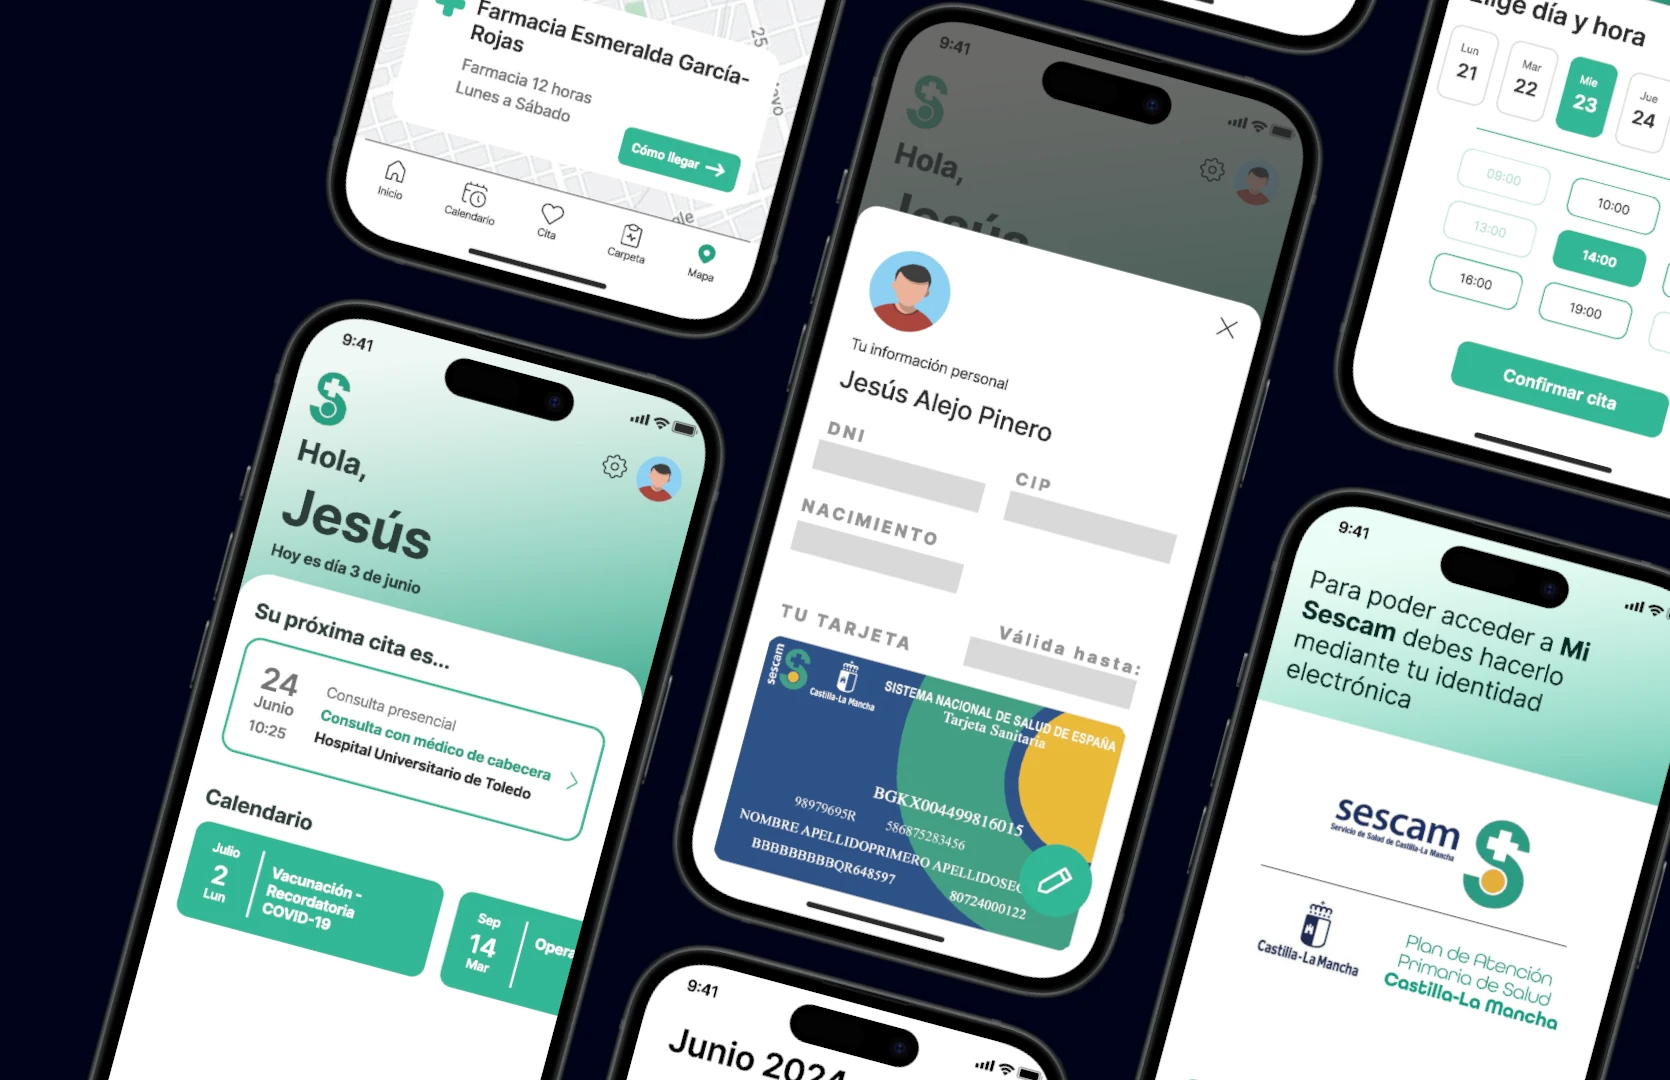 Farmacia Esmeralda García-
Rojas
Farmacia 12 horas
Lunes a Sábado
Cómo llegar
25
Inicio
Calendario
Cita
Carpeta
Mapa
9:41
Hola,
Jesús
Hoy es día 3 de junio
Su próxima cita es...
24
Junio
10:25
Consulta presencial
Consulta con médico de cabecera
Hospital Universitario de Toledo
Calendario
Julio
2
Lun
Vacunación -
Recordatoria
COVID-19
Sep
14
Mar
9:41
Hola,
Jesús
Tu información personal
Jesús Alejo Pinero
DNI
CIP
NACIMIENTO
TU TARJETA
Válida hasta:
sescam
Castilla-La Mancha
SISTEMA NACIONAL DE SALUD DE ESPAÑA
Tarjeta Sanitaria
BGKX004499816015
98979695R
586875283456
NOMBRE APELLIDOPRIMERO APELLIDOSEG
BBBBBBBBBQR648597
80724000122
9:41
Junio 2024
Elige día y hora
Lun
21
Mar
22
Mie
23
Jue
24
09:00
10:00
13:00
14:00
16:00
19:00
Confirmar cita
9:41
Para poder acceder a Mi
Sescam debes hacerlo
mediante tu identidad
electrónica
sescam
Servicio de Salud de Castilla-La Mancha
Castilla-La Mancha
Plan de Atención
Primaria de Salud
Castilla-La Mancha